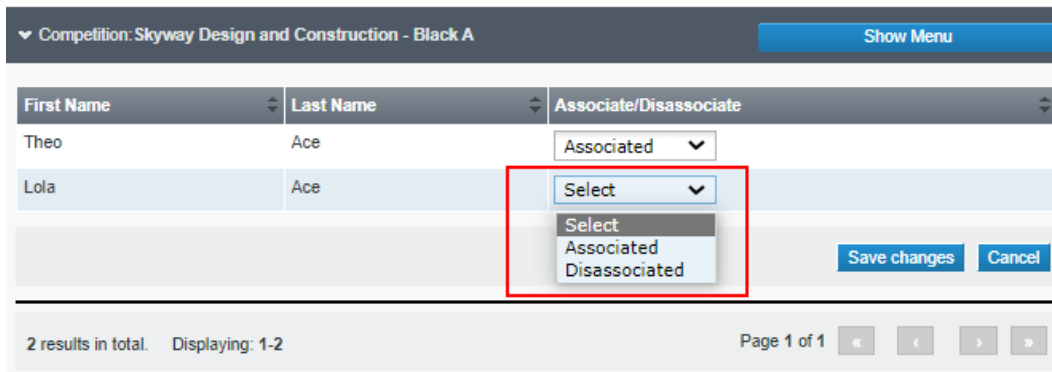 Competition: Skyway Design and Construction - Black A Show Menu
First Name Last Name Associate/Disassociate
Theo Ace Associated
Lola Ace Select
Select
Associated
Disassociated
Save changes Cancel
2 results in total. Displaying: 1-2 Page 1 of 1 « ‹ › »